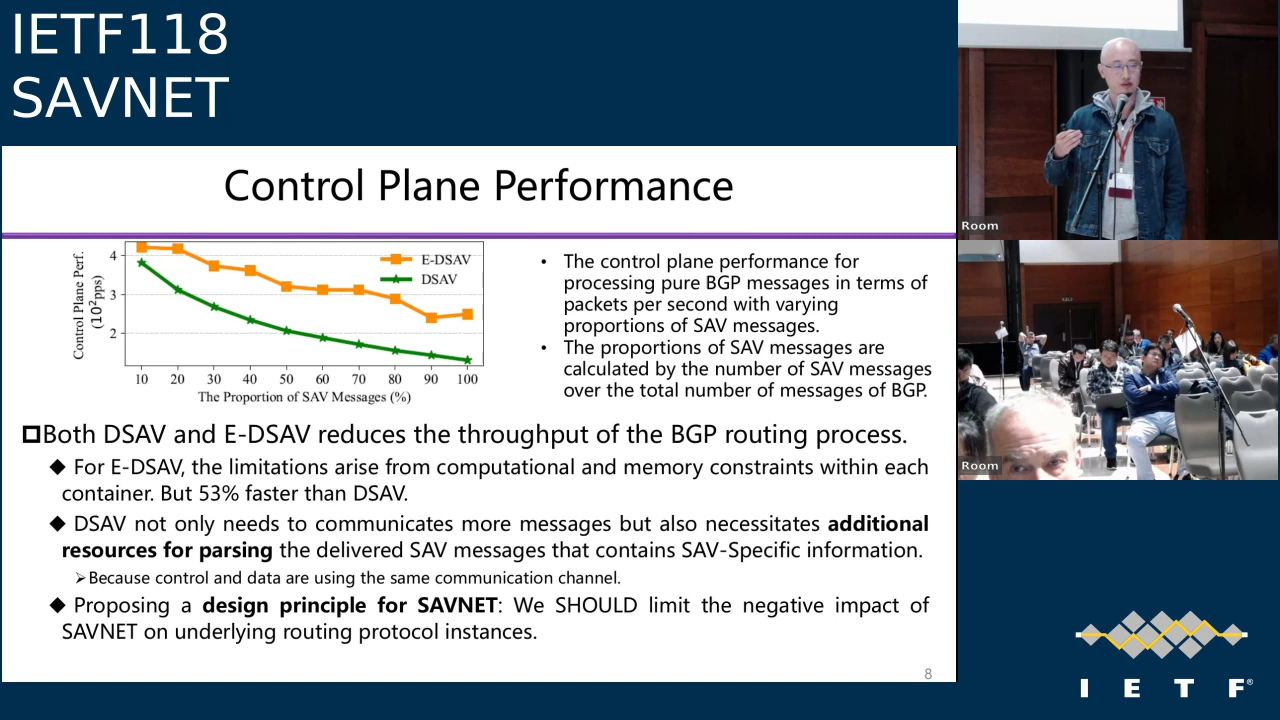 IETF118
SAVNET
Control Plane Performance
Control Plane Perf.
(10²pps)
4
3
2
E-DSAV
DSAV
10 20 30 40 50 60 70 80 90 100
The Proportion of SAV Messages (%)
• The control plane performance for
processing pure BGP messages in terms of
packets per second with varying
proportions of SAV messages.
• The proportions of SAV messages are
calculated by the number of SAV messages
over the total number of messages of BGP.
Both DSAV and E-DSAV reduces the throughput of the BGP routing process.
◆ For E-DSAV, the limitations arise from computational and memory constraints within each
container. But 53% faster than DSAV.
◆ DSAV not only needs to communicates more messages but also necessitates additional
resources for parsing the delivered SAV messages that contains SAV-Specific information.
➢Because control and data are using the same communication channel.
◆ Proposing a design principle for SAVNET: We SHOULD limit the negative impact of
SAVNET on underlying routing protocol instances.
8
Room
Room
I E T F®